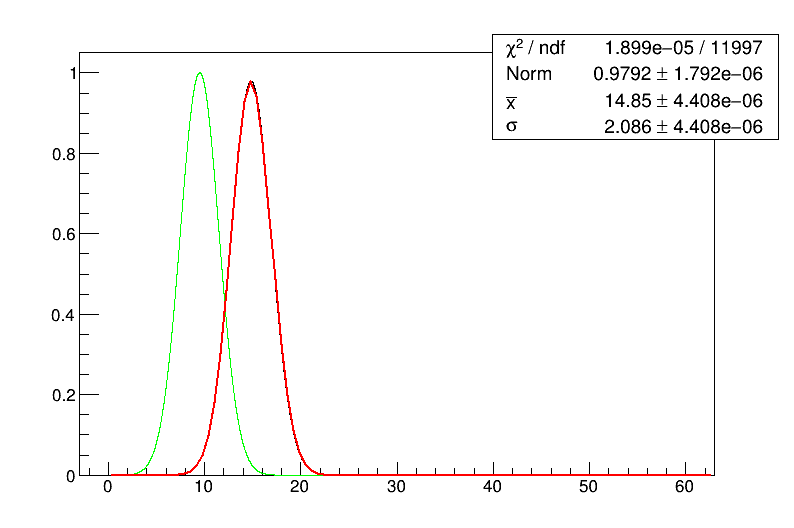 χ² / ndf 1.899e−05 / 11997
Norm 0.9792 ± 1.792e−06
x̅ 14.85 ± 4.408e−06
σ 2.086 ± 4.408e−06
1
0.8
0.6
0.4
0.2
0
0 10 20 30 40 50 60